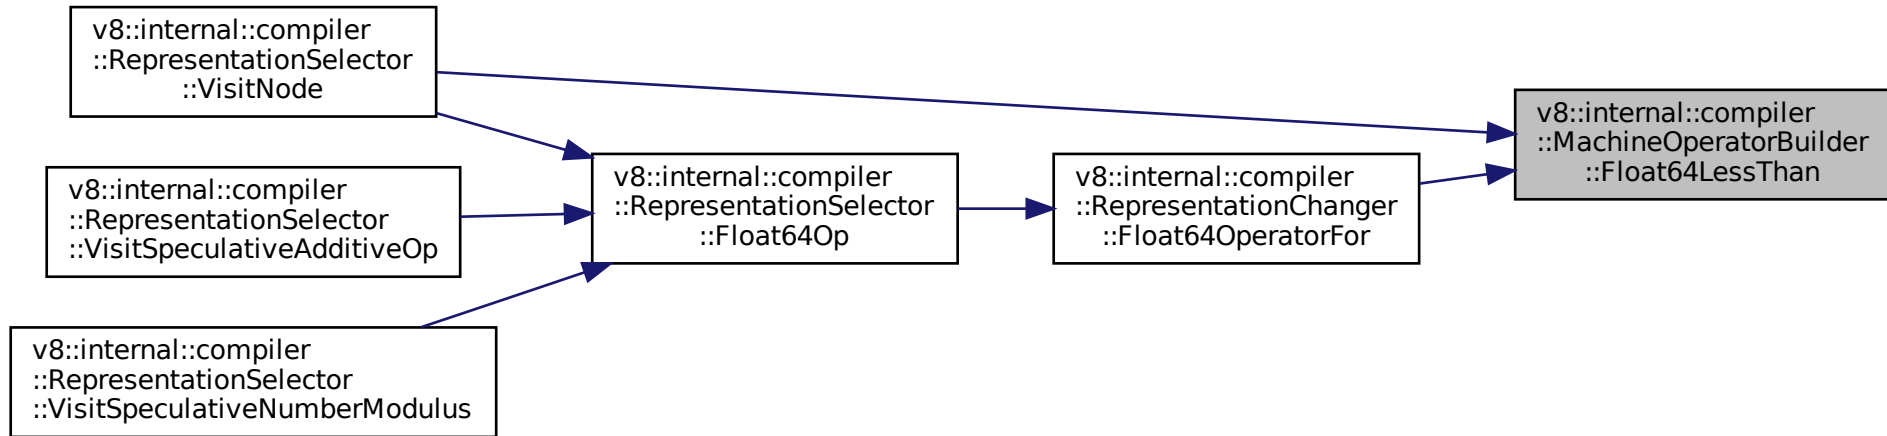 v8::internal::compiler
::RepresentationSelector
::VisitNode
v8::internal::compiler
::RepresentationSelector
::VisitSpeculativeAdditiveOp
v8::internal::compiler
::RepresentationSelector
::VisitSpeculativeNumberModulus
v8::internal::compiler
::RepresentationSelector
::Float64Op
v8::internal::compiler
::RepresentationChanger
::Float64OperatorFor
v8::internal::compiler
::MachineOperatorBuilder
::Float64LessThan